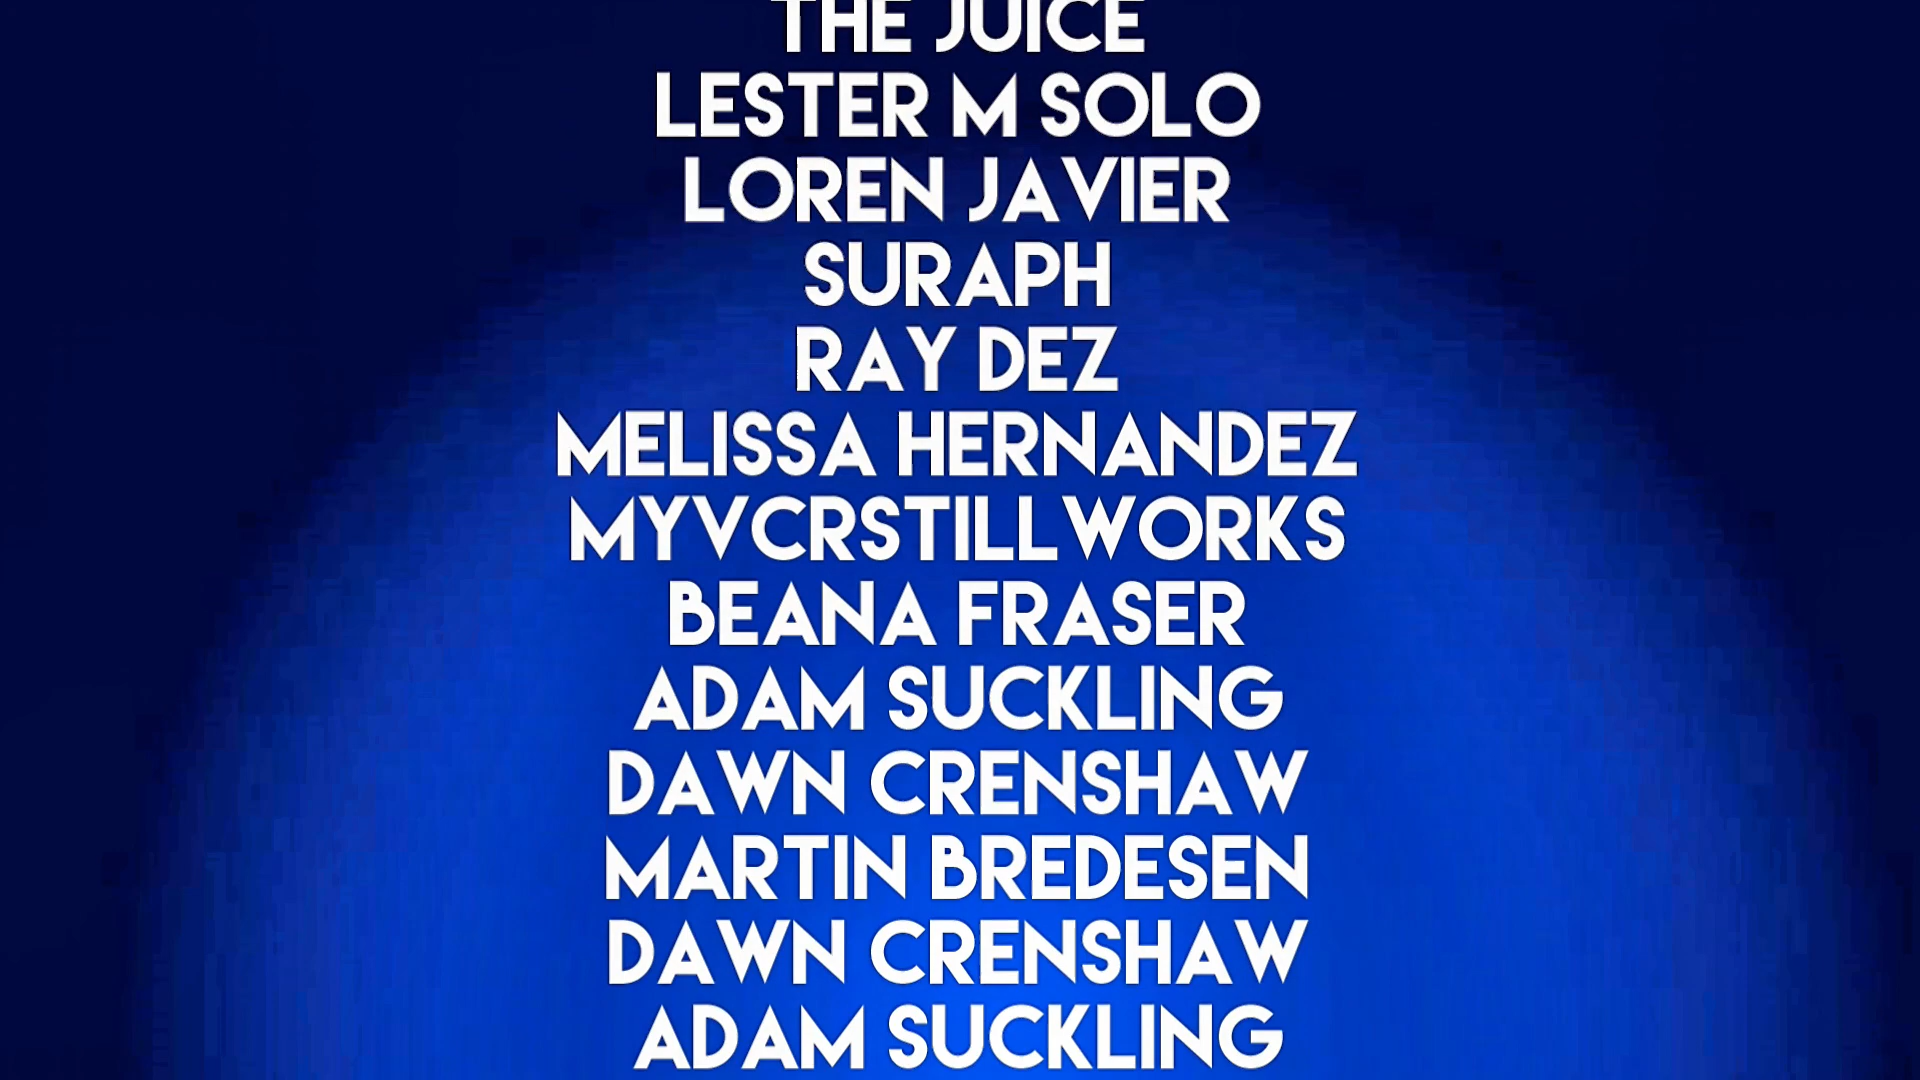 THE JUICE
LESTER M SOLO
LOREN JAVIER
SURAPH
RAY DEZ
MELISSA HERNANDEZ
MYVCRSTILLWORKS
BEANA FRASER
ADAM SUCKLING
DAWN CRENSHAW
MARTIN BREDESEN
DAWN CRENSHAW
ADAM SUCKLING